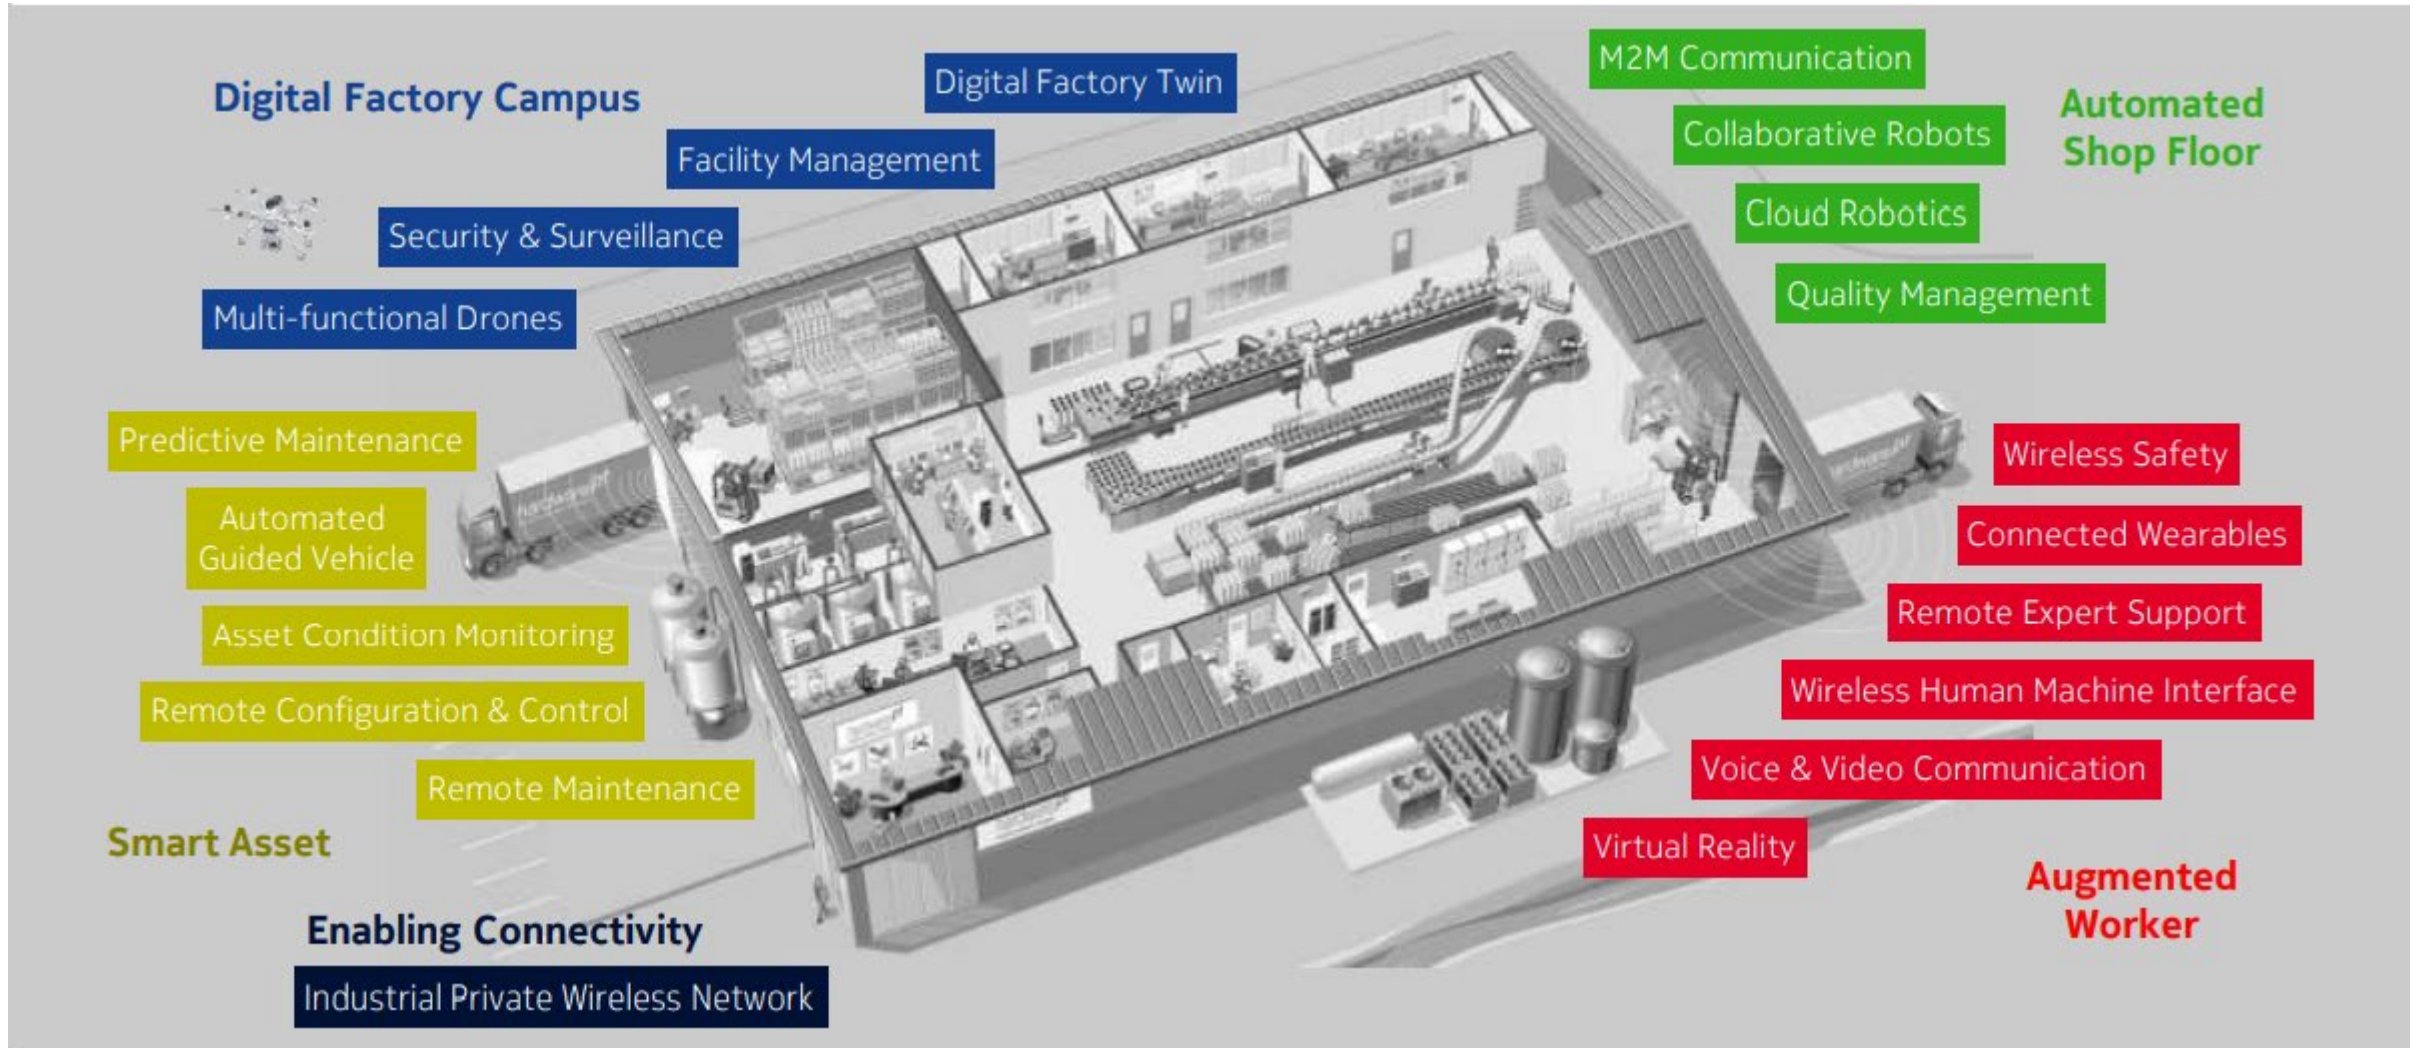 Digital Factory Campus
Digital Factory Twin
Facility Management
Security & Surveillance
Multi-functional Drones
M2M Communication
Collaborative Robots
Cloud Robotics
Quality Management
Automated
Shop Floor
Predictive Maintenance
Automated
Guided Vehicle
Asset Condition Monitoring
Remote Configuration & Control
Remote Maintenance
Smart Asset
Wireless Safety
Connected Wearables
Remote Expert Support
Wireless Human Machine Interface
Voice & Video Communication
Virtual Reality
Augmented
Worker
Enabling Connectivity
Industrial Private Wireless Network